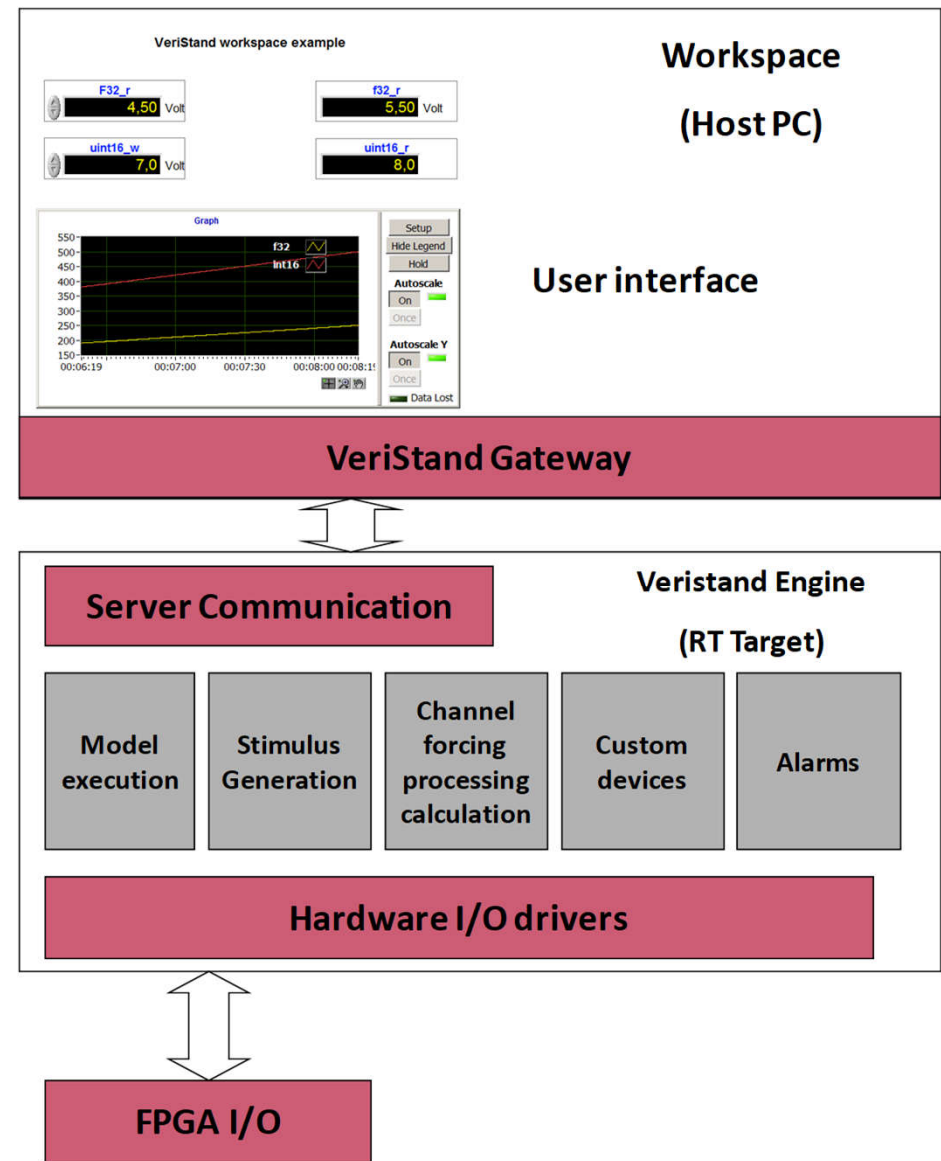 VeriStand workspace example
Workspace
(Host PC)
F32_r
4,50 Volt
f32_r
5,50 Volt
uint16_w
7,0 Volt
uint16_r
8,0
User interface
Graph
550
500
450
400
350
300
250
200
150
00:06:19 00:07:00 00:07:30 00:08:00 00:08:19
f32
Int16
Setup
Hide Legend
Hold
Autoscale
On
Once
Autoscale Y
On
Once
Data Lost
VeriStand Gateway
Server Communication
Veristand Engine
(RT Target)
Model
execution
Stimulus
Generation
Channel
forcing
processing
calculation
Custom
devices
Alarms
Hardware I/O drivers
FPGA I/O